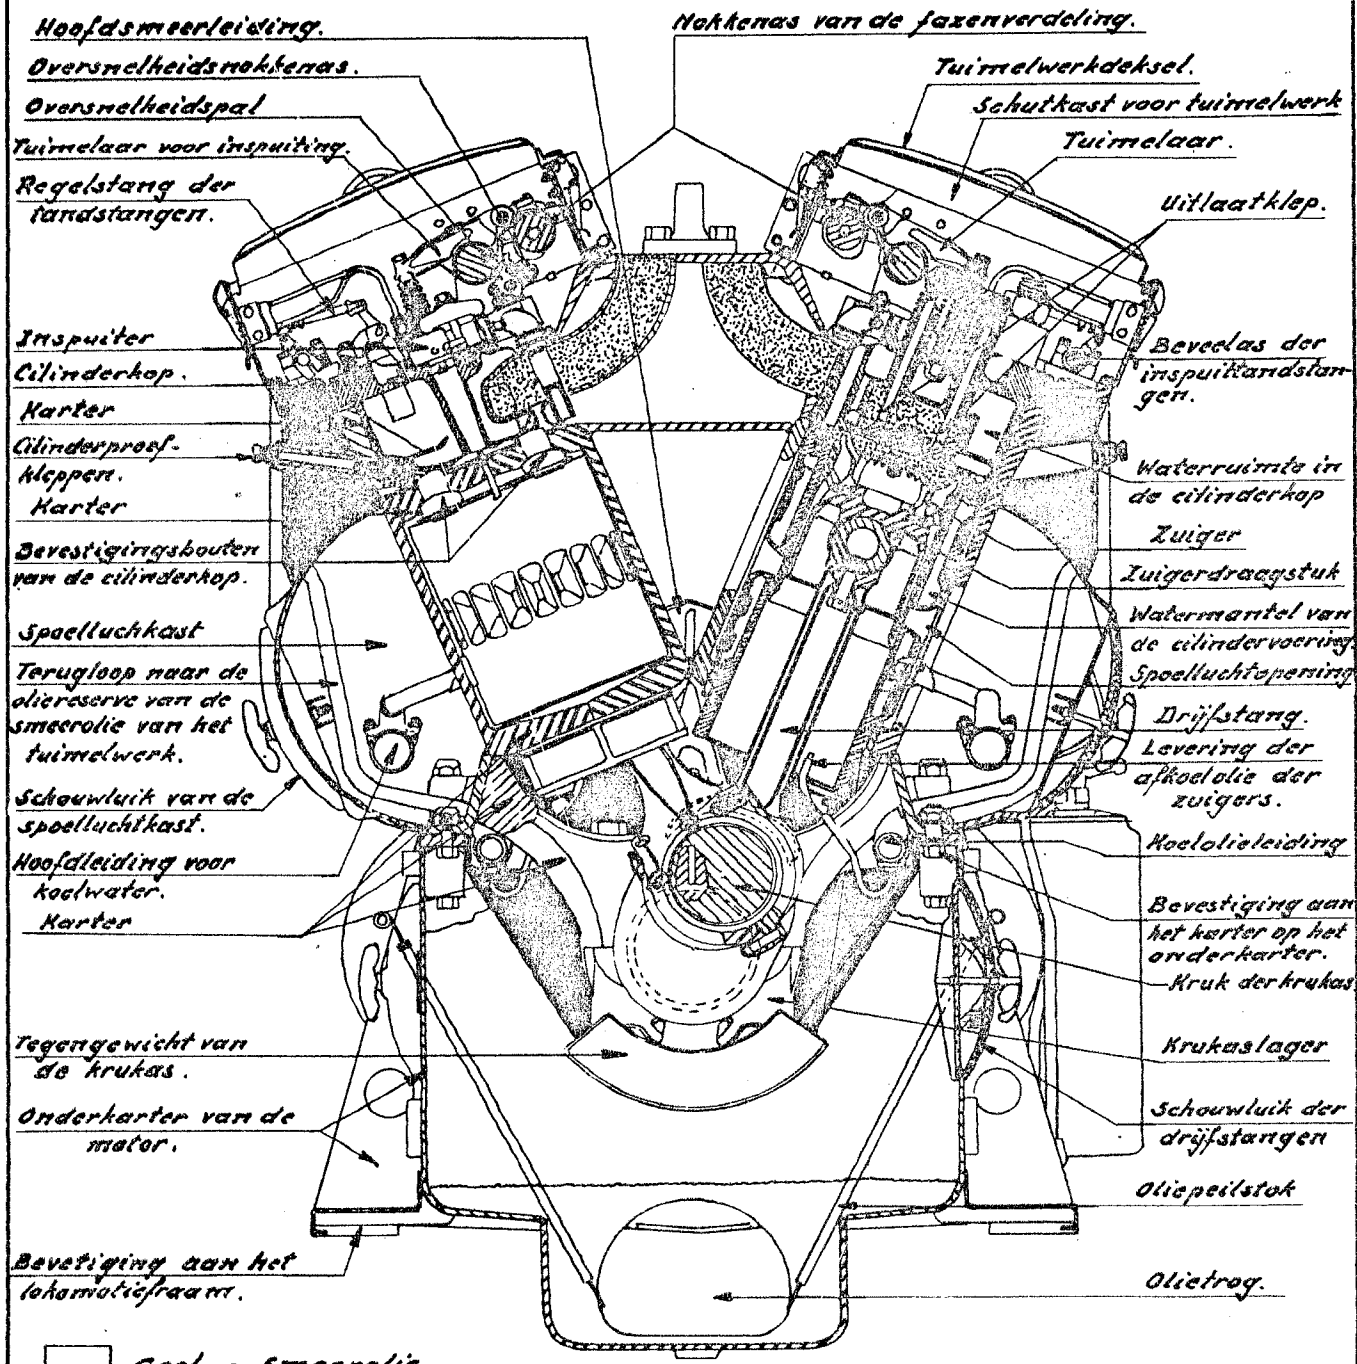 Hoofdsmeerleiding.
Oversnelheidsnokkenas.
Oversnelheidspal
Tuimelaar voor inspuiting.
Regelstang der
tandstangen.
Inspuiter
Cilinderkop.
Karter
Cilinderproef-
kleppen.
Karter
Bevestigingsbouten
van de cilinderkop.
Spoelluchkast
Terugloop naar de
oliereserve van de
smeerolie van het
tuimelwerk.
Schouwluik van de
spoelluchtkast.
Hoofdleiding voor
koelwater.
Karter
Tegengewicht van
de krukas.
Onderkarter van de
motor.
Bevetiging aan het
lokomotiefraam.
Nokkenas van de fazenverdeling.
Tuimelwerkdeksel.
Schutkast voor tuimelwerk
Tuimelaar.
Uitlaatklep.
Beveelas der
inspuittandstan-
gen.
Waterruimte in
de cilinderkop
Zuiger
Zuigerdraagstuk
Watermantel van
de cilindervoering
Spoelluchtopening
Drijfstang.
Levering der
afkoelolie der
zuigers.
Koelolieleiding
Bevestiging aan
het karter op het
onderkarter.
Kruk der krukas
Krukaslager
Schouwluik der
drijfstangen
Oliepeilstok
Olietrog.